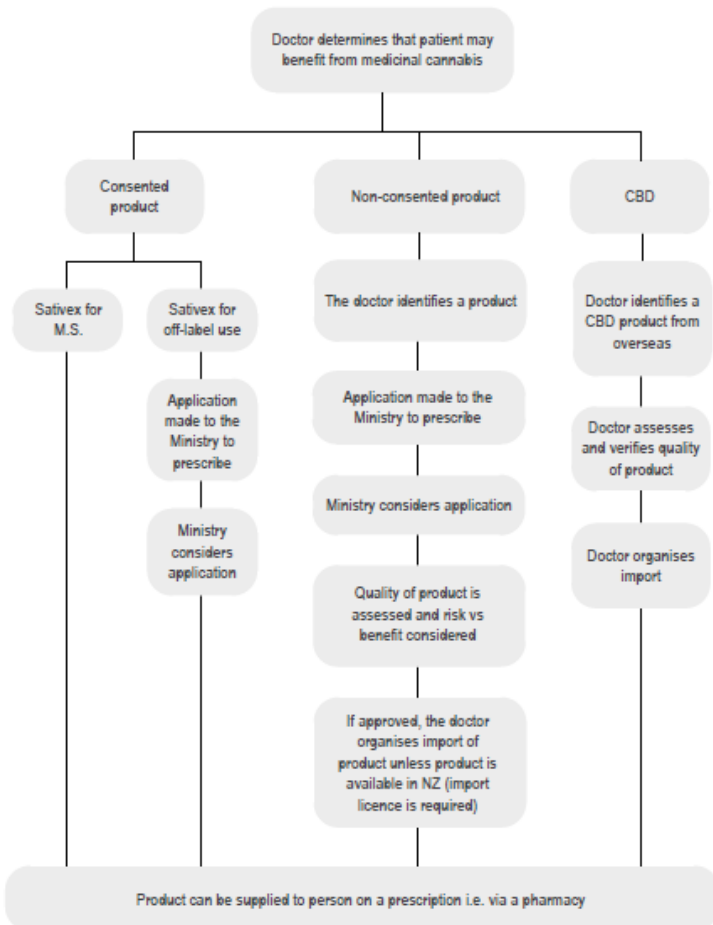 Doctor determines that patient may
benefit from medicinal cannabis
Consented
product
Non-consented product
CBD
Sativex for
M.S.
Sativex for
off-label use
The doctor identifies a product
Doctor identifies a
CBD product from
overseas
Application
made to the
Ministry to
prescribe
Application made to the
Ministry to prescribe
Doctor assesses
and verifies quality
of product
Ministry
considers
application
Ministry considers application
Doctor organises
import
Quality of product is
assessed and risk vs
benefit considered
If approved, the doctor
organises import of
product unless product is
available in NZ (import
licence is required)
Product can be supplied to person on a prescription i.e. via a pharmacy